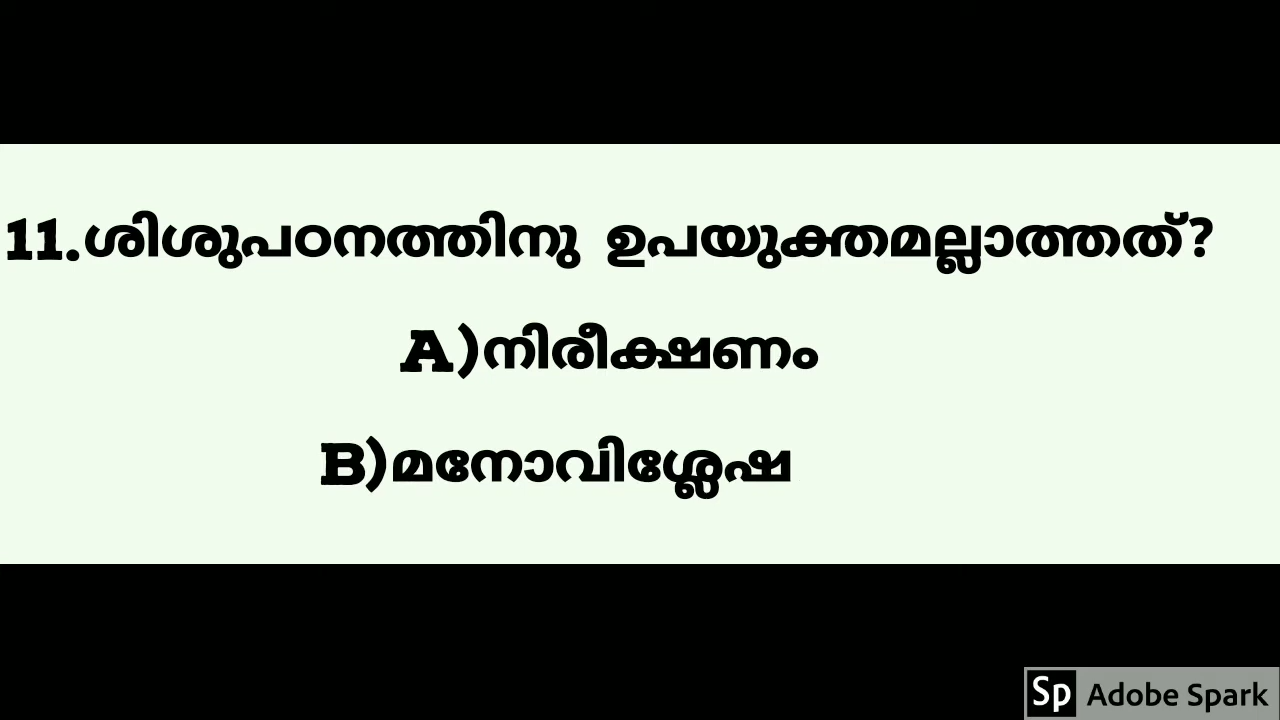 11.ശിശുപഠനത്തിനു ഉപയുക്തമല്ലാത്തത്?
A)നിരീക്ഷണം
B)മനോവിശ്ലേഷ
Sp Adobe Spark